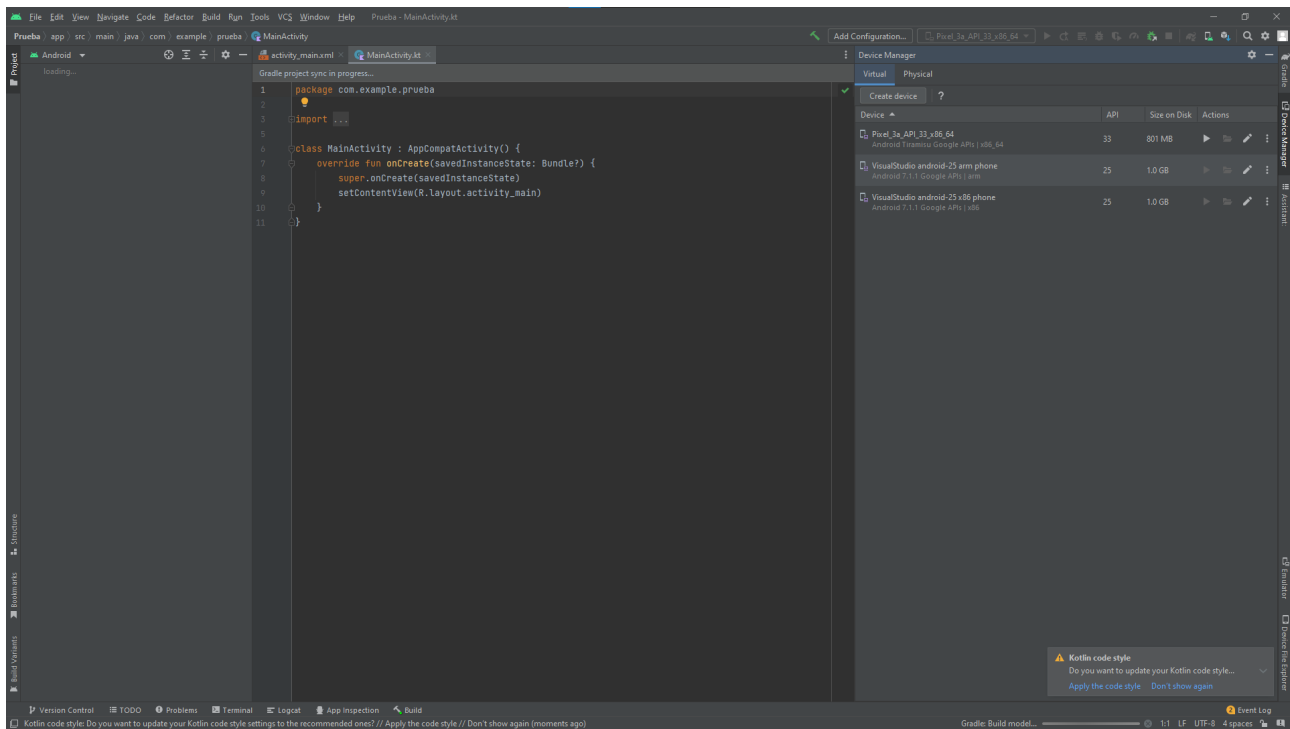 File Edit View Navigate Code Refactor Build Run Tools VCS Window Help Prueba - MainActivity.kt
Prueba app src main java com example prueba MainActivity Add Configuration... Pixel_3a_API_33_x86_64
Project
Android
activity_main.xml MainActivity.kt
loading...
Gradle project sync in progress...
1 package com.example.prueba
2
3 import ...
5
6 class MainActivity : AppCompatActivity() {
7 override fun onCreate(savedInstanceState: Bundle?) {
8 super.onCreate(savedInstanceState)
9 setContentView(R.layout.activity_main)
10 }
11 }
Device Manager
Virtual Physical
Create device ?
Device API Size on Disk Actions
Pixel_3a_API_33_x86_64 33 801 MB
Android Tiramisu Google APIs | x86_64
VisualStudio android-25 arm phone 25 1.0 GB
Android 7.1.1 Google APIs | arm
VisualStudio android-25 x86 phone 25 1.0 GB
Android 7.1.1 Google APIs | x86
Gradle
Device Manager
Assistant:
Emulator
Device File Explorer
Structure
Bookmarks
Build Variants
Kotlin code style
Do you want to update your Kotlin code style...
Apply the code style Don't show again
Version Control TODO Problems Terminal Logcat App Inspection Build 2 Event Log
Kotlin code style: Do you want to update your Kotlin code style settings to the recommended ones? // Apply the code style // Don't show again (moments ago) Gradle: Build model... 1:1 LF UTF-8 4 spaces